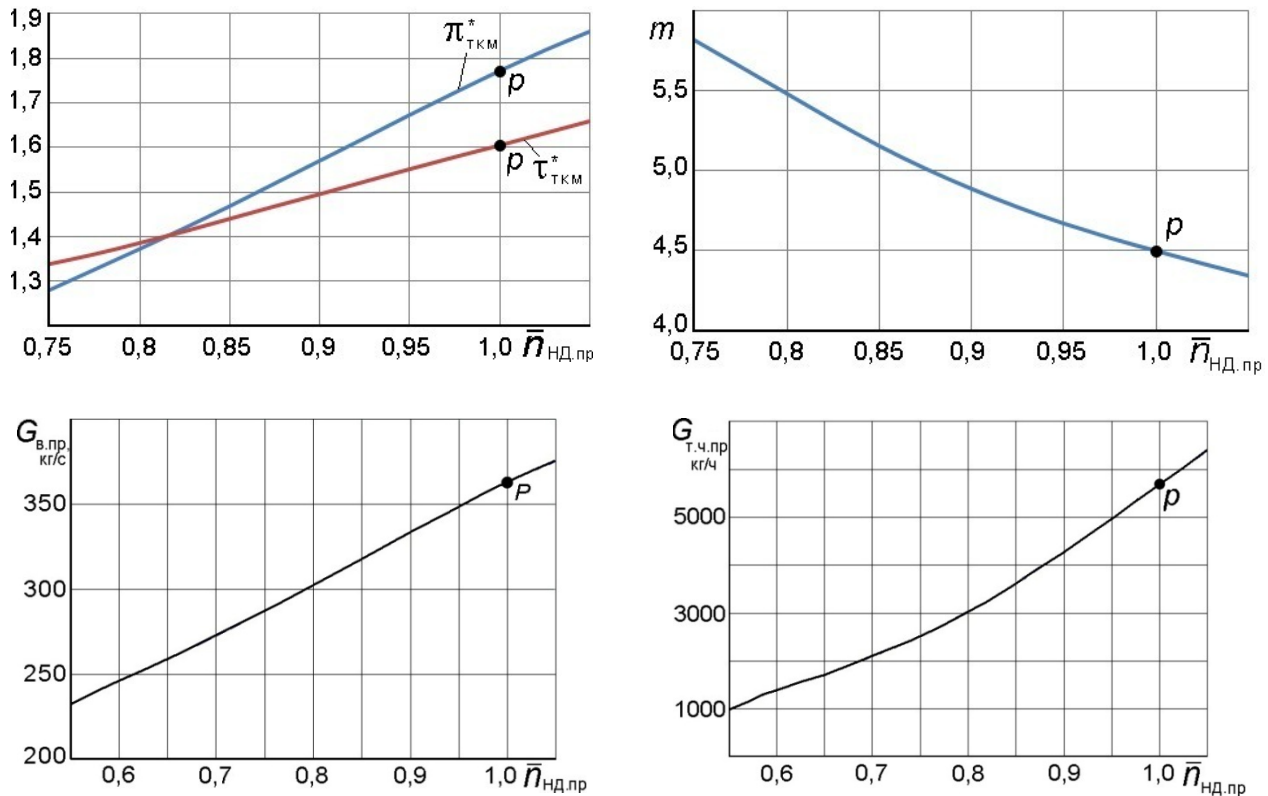 1,9
1,8
1,7
1,6
1,5
1,4
1,3
π*ткм
p
p
τ*ткм
0,75 0,8 0,85 0,9 0,95 1,0 n̅НД.пр
m
5,5
5,0
4,5
4,0
p
0,75 0,8 0,85 0,9 0,95 1,0 n̅НД.пр
Gв.пр,
кг/с
350
300
250
200
P
0,6 0,7 0,8 0,9 1,0 n̅НД.пр
Gт.ч.пр
кг/ч
5000
3000
1000
p
0,6 0,7 0,8 0,9 1,0 n̅НД.пр